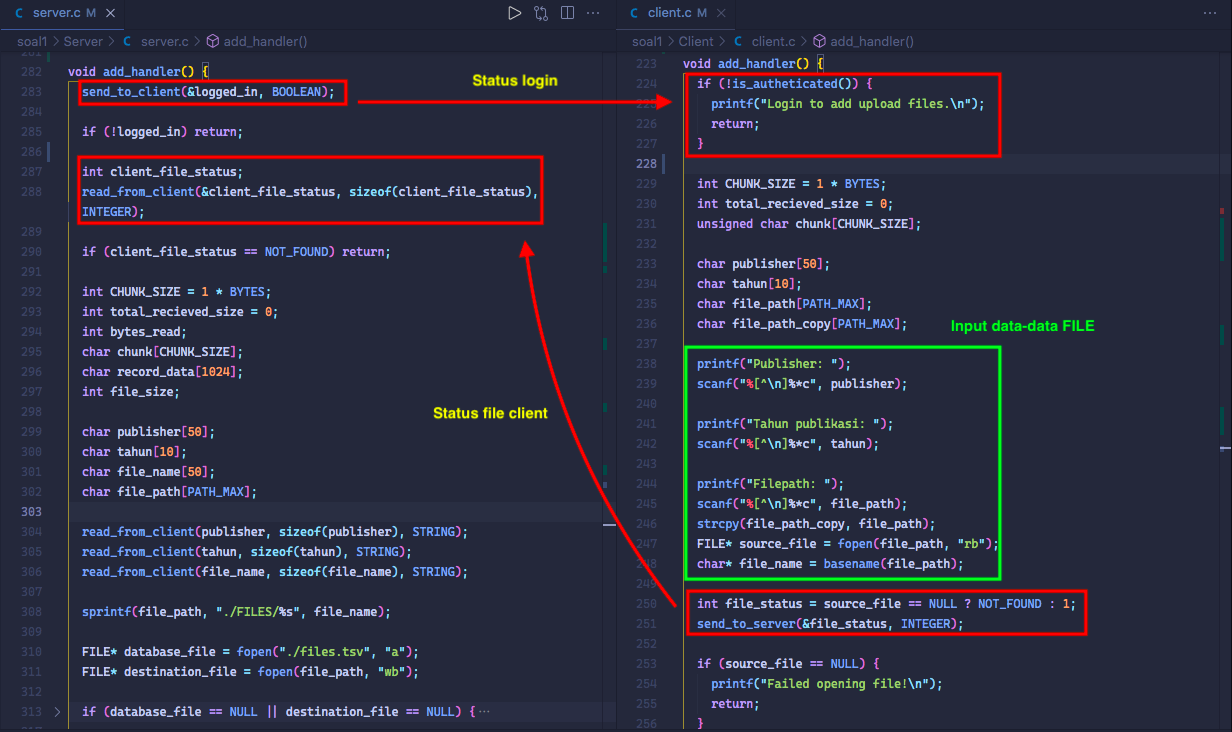 C server.c M ×
soal1 > Server > C server.c > add_handler()
281
282 void add_handler() {
283 send_to_client(&logged_in, BOOLEAN);
284
285 if (!logged_in) return;
286
287 int client_file_status;
288 read_from_client(&client_file_status, sizeof(client_file_status),
INTEGER);
289
290 if (client_file_status == NOT_FOUND) return;
291
292 int CHUNK_SIZE = 1 * BYTES;
293 int total_recieved_size = 0;
294 int bytes_read;
295 char chunk[CHUNK_SIZE];
296 char record_data[1024];
297 int file_size;
298
299 char publisher[50];
300 char tahun[10];
301 char file_name[50];
302 char file_path[PATH_MAX];
303
304 read_from_client(publisher, sizeof(publisher), STRING);
305 read_from_client(tahun, sizeof(tahun), STRING);
306 read_from_client(file_name, sizeof(file_name), STRING);
307
308 sprintf(file_path, "./FILES/%s", file_name);
309
310 FILE* database_file = fopen("./files.tsv", "a");
311 FILE* destination_file = fopen(file_path, "wb");
312
313 > if (database_file == NULL || destination_file == NULL) { ...
Status login
Status file client
C client.c M ×
soal1 > Client > C client.c > add_handler()
223 void add_handler() {
224 if (!is_autheticated()) {
225 printf("Login to add upload files.\n");
226 return;
227 }
228
229 int CHUNK_SIZE = 1 * BYTES;
230 int total_recieved_size = 0;
231 unsigned char chunk[CHUNK_SIZE];
232
233 char publisher[50];
234 char tahun[10];
235 char file_path[PATH_MAX];
236 char file_path_copy[PATH_MAX];
237
Input data-data FILE
238 printf("Publisher: ");
239 scanf("%[^\n]%*c", publisher);
240
241 printf("Tahun publikasi: ");
242 scanf("%[^\n]%*c", tahun);
243
244 printf("Filepath: ");
245 scanf("%[^\n]%*c", file_path);
246 strcpy(file_path_copy, file_path);
247 FILE* source_file = fopen(file_path, "rb");
248 char* file_name = basename(file_path);
249
250 int file_status = source_file == NULL ? NOT_FOUND : 1;
251 send_to_server(&file_status, INTEGER);
252
253 if (source_file == NULL) {
254 printf("Failed opening file!\n");
255 return;
256 }